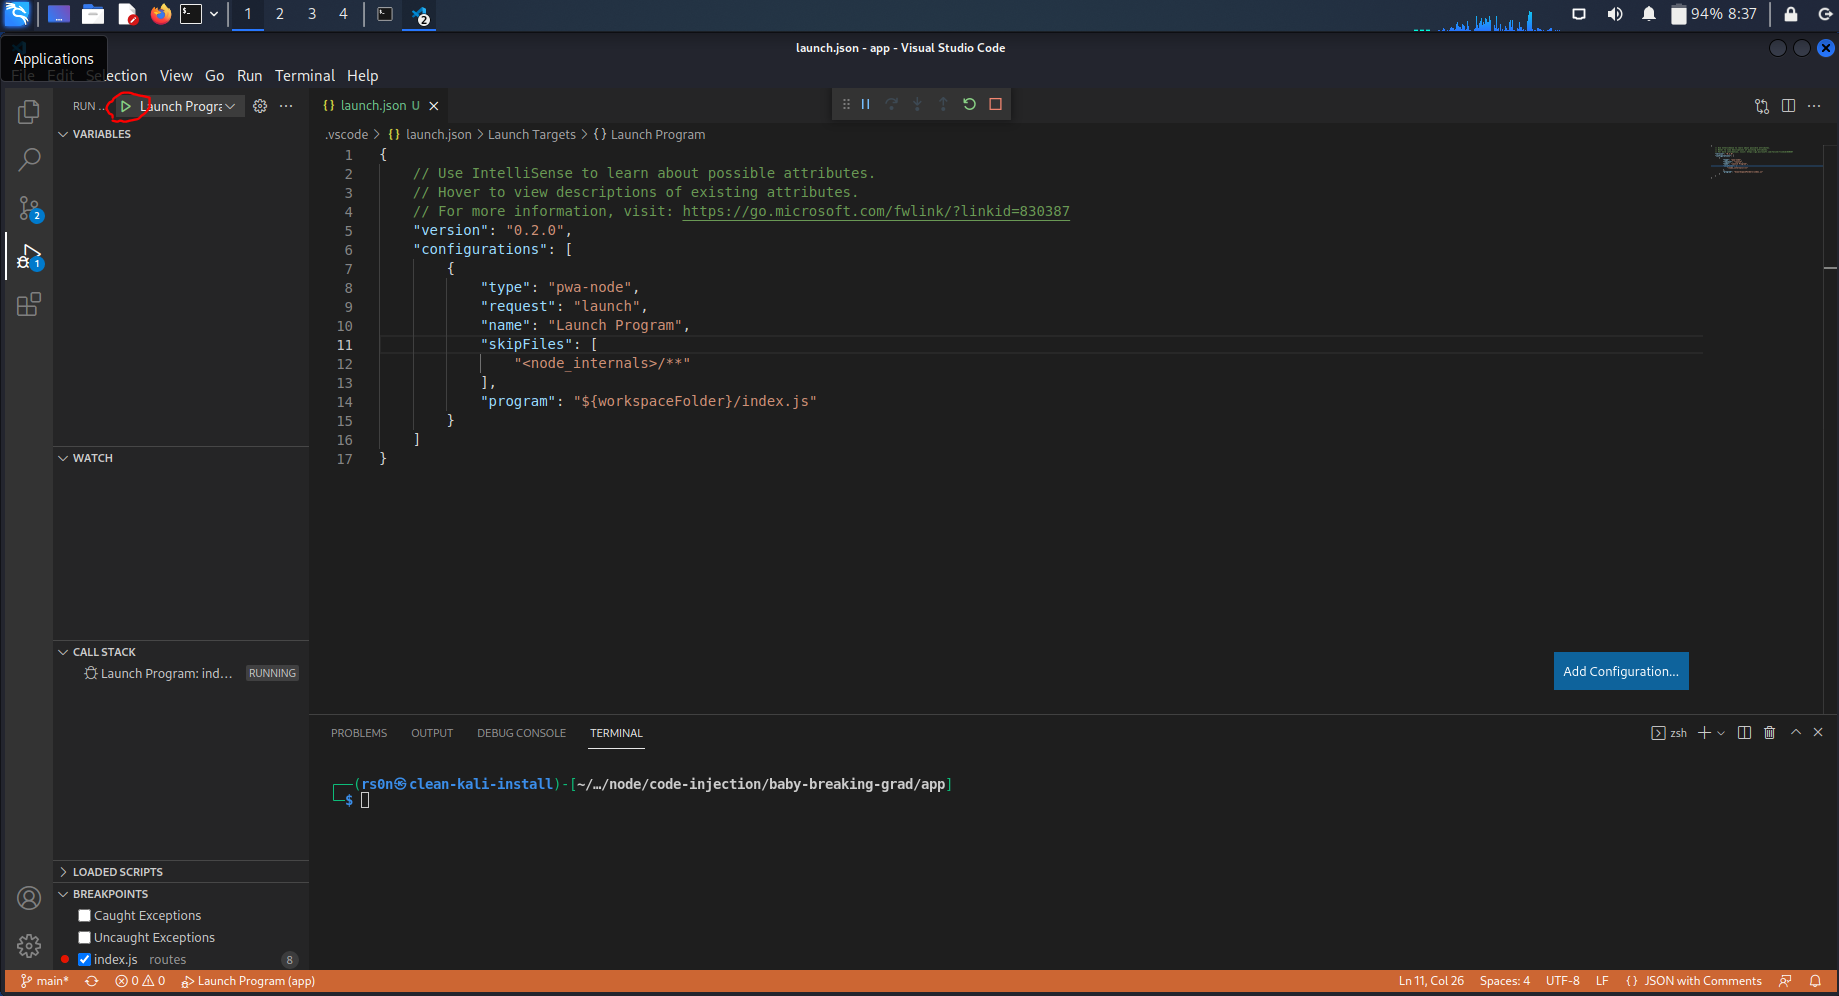 1 2 3 4 2 94% 8:37
launch.json - app - Visual Studio Code
Applications
File Edit Selection View Go Run Terminal Help
RUN ... Launch Progra
launch.json U
.vscode > {} launch.json > Launch Targets > {} Launch Program
VARIABLES
1 {
2 // Use IntelliSense to learn about possible attributes.
3 // Hover to view descriptions of existing attributes.
4 // For more information, visit: https://go.microsoft.com/fwlink/?linkid=830387
5 "version": "0.2.0",
6 "configurations": [
7 {
8 "type": "pwa-node",
9 "request": "launch",
10 "name": "Launch Program",
11 "skipFiles": [
12 "<node_internals>/**"
13 ],
14 "program": "${workspaceFolder}/index.js"
15 }
16 ]
17 }
2
1
WATCH
CALL STACK
Launch Program: ind... RUNNING
Add Configuration...
PROBLEMS OUTPUT DEBUG CONSOLE TERMINAL zsh
(rs0n㉿clean-kali-install)-[~/…/node/code-injection/baby-breaking-grad/app]
$
LOADED SCRIPTS
BREAKPOINTS
Caught Exceptions
Uncaught Exceptions
index.js routes 8
main* 0 0 Launch Program (app) Ln 11, Col 26 Spaces: 4 UTF-8 LF {} JSON with Comments